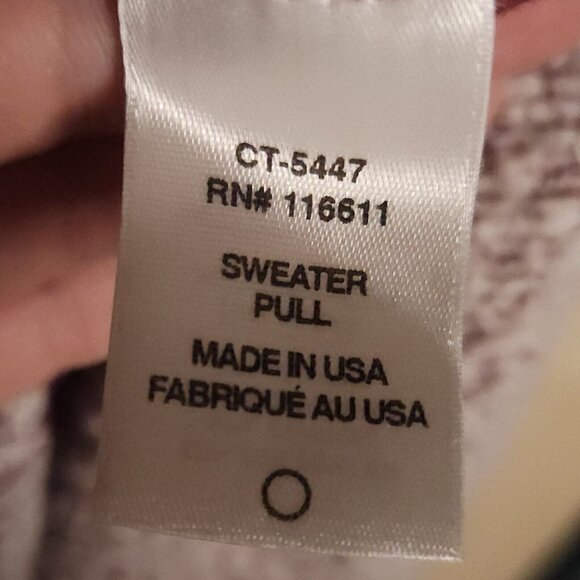 CT-5447
RN# 116611
SWEATER
PULL
MADE IN USA
FABRIQUÉ AU USA